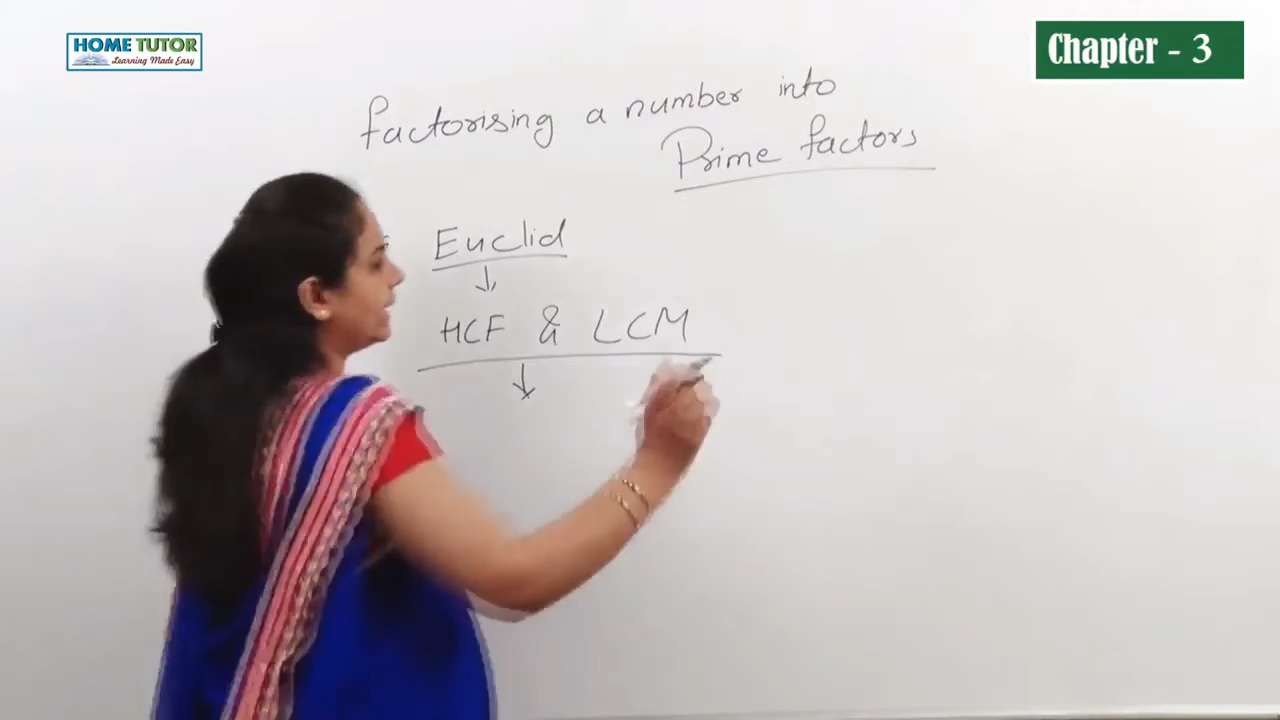 HOME TUTOR
Learning Made Easy
Chapter - 3
factorising a number into
Prime factors
Euclid
↓
HCF & LCM
↓